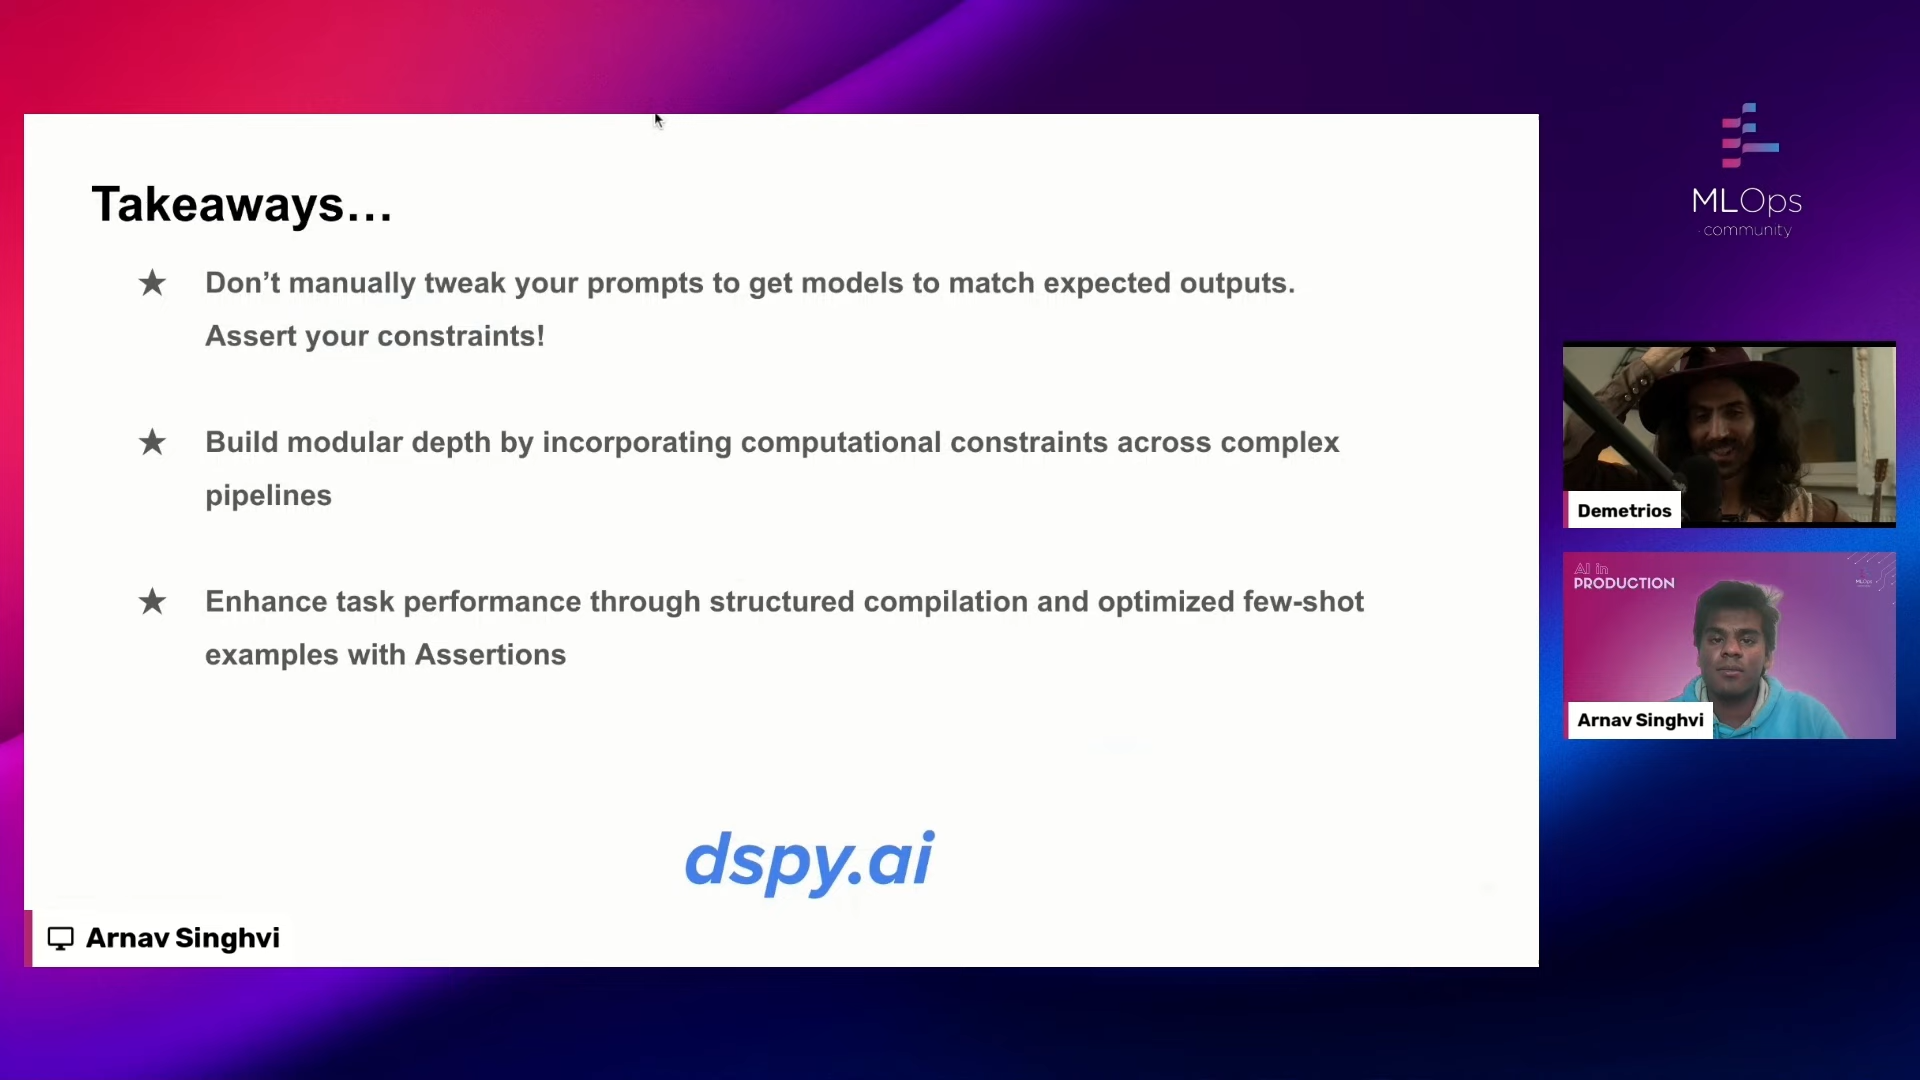 Takeaways…
★ Don’t manually tweak your prompts to get models to match expected outputs.
Assert your constraints!
★ Build modular depth by incorporating computational constraints across complex
pipelines
★ Enhance task performance through structured compilation and optimized few-shot
examples with Assertions
dspy.ai
Arnav Singhvi
MLOps
community
Demetrios
AI in
PRODUCTION
Arnav Singhvi